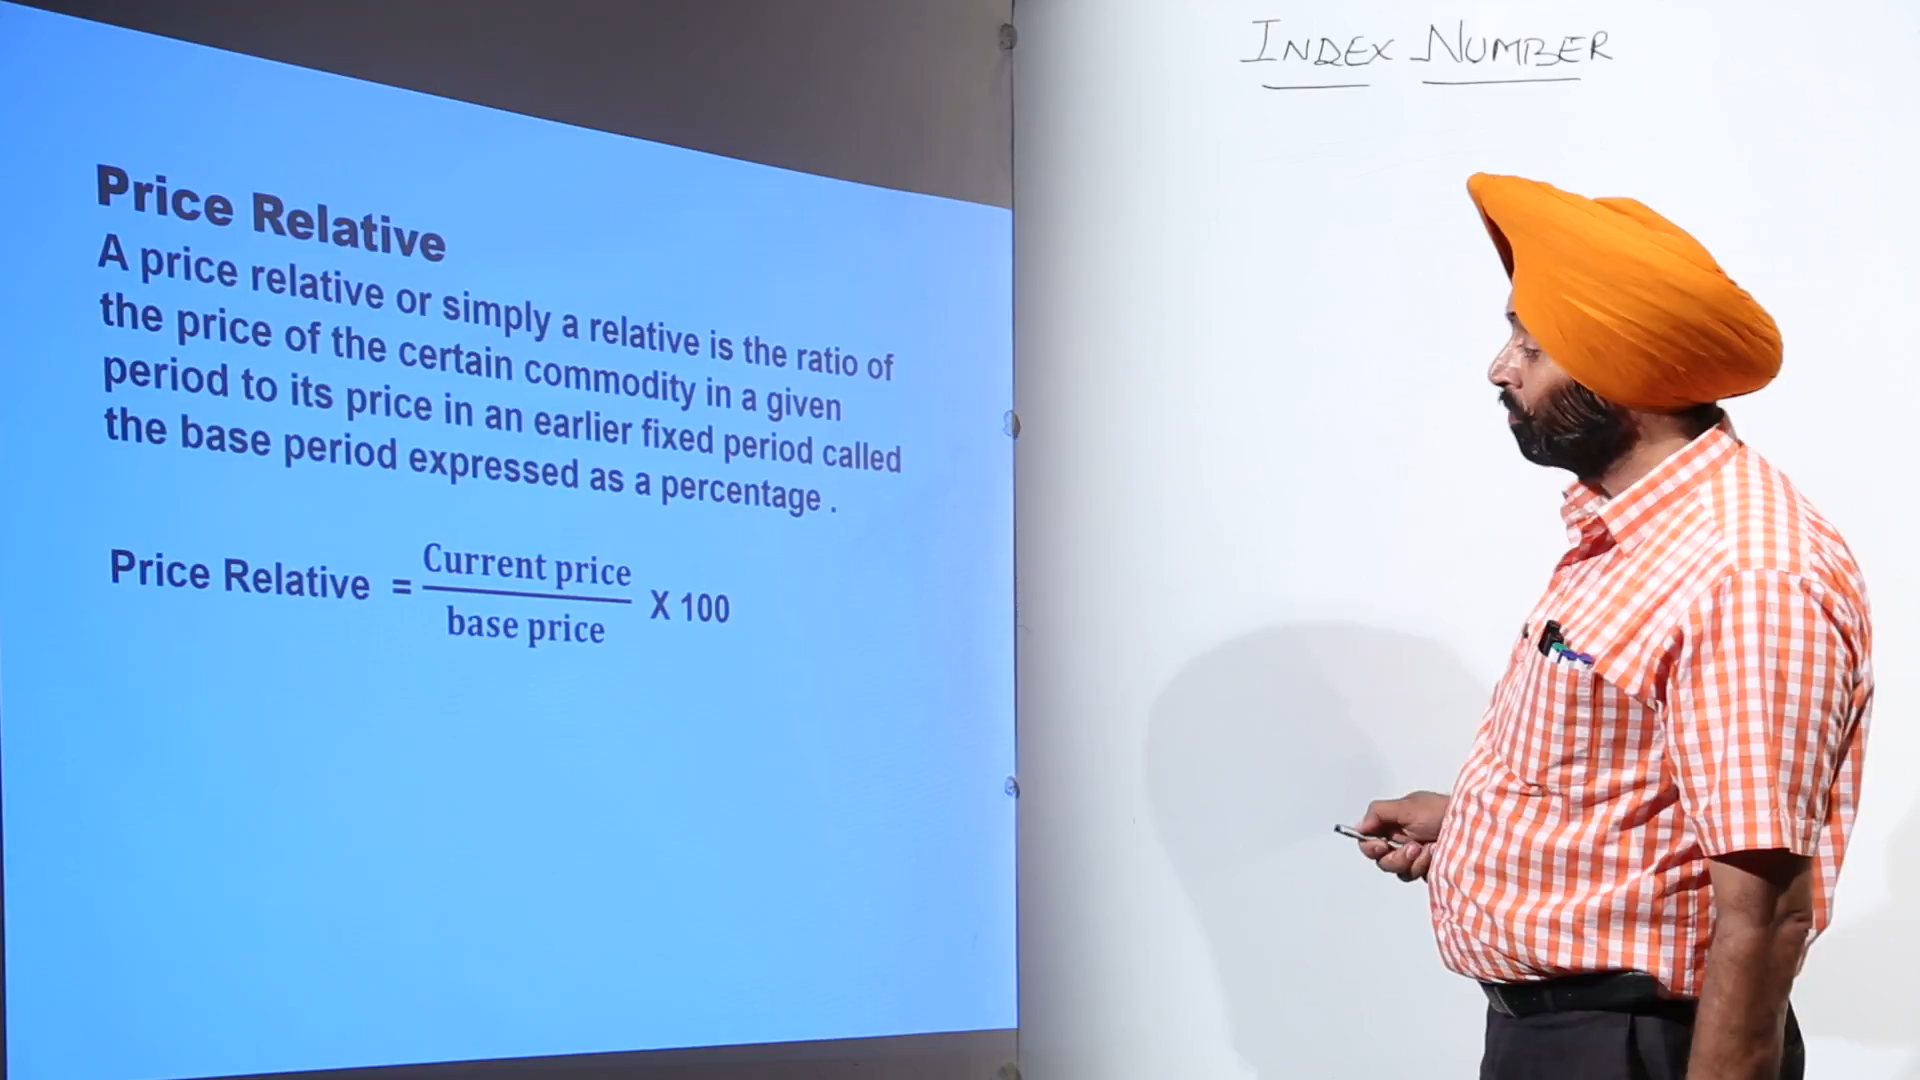 INDEX NUMBER
Price Relative
A price relative or simply a relative is the ratio of
the price of the certain commodity in a given
period to its price in an earlier fixed period called
the base period expressed as a percentage .
Price Relative = Current price / base price X 100